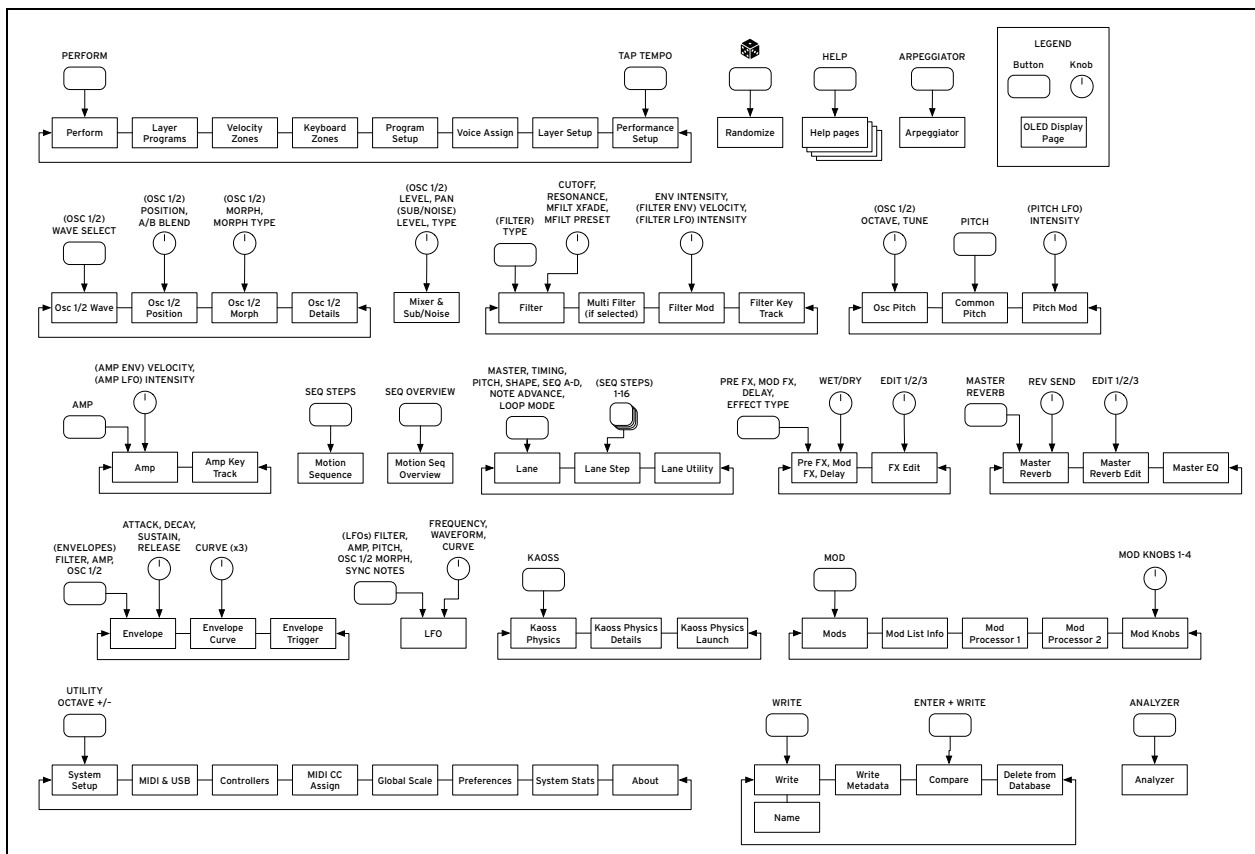 PERFORM
TAP TEMPO
HELP
ARPEGGIATOR
LEGEND
Button
Knob
OLED Display
Page
Perform
Layer
Programs
Velocity
Zones
Keyboard
Zones
Program
Setup
Voice Assign
Layer Setup
Performance
Setup
Randomize
Help pages
Arpeggiator
(OSC 1/2)
WAVE SELECT
(OSC 1/2)
POSITION,
A/B BLEND
(OSC 1/2)
MORPH,
MORPH TYPE
(OSC 1/2)
LEVEL, PAN
(SUB/NOISE)
LEVEL, TYPE
(FILTER)
TYPE
CUTOFF,
RESONANCE,
MFILT XFADE,
MFILT PRESET
ENV INTENSITY,
(FILTER ENV) VELOCITY,
(FILTER LFO) INTENSITY
(OSC 1/2)
OCTAVE, TUNE
PITCH
(PITCH LFO)
INTENSITY
Osc 1/2 Wave
Osc 1/2
Position
Osc 1/2
Morph
Osc 1/2
Details
Mixer &
Sub/Noise
Filter
Multi Filter
(if selected)
Filter Mod
Filter Key
Track
Osc Pitch
Common
Pitch
Pitch Mod
AMP
(AMP ENV) VELOCITY,
(AMP LFO) INTENSITY
SEQ STEPS
SEQ OVERVIEW
MASTER, TIMING,
PITCH, SHAPE, SEQ A-D,
NOTE ADVANCE,
LOOP MODE
(SEQ STEPS)
1-16
PRE FX, MOD FX,
DELAY,
EFFECT TYPE
WET/DRY
EDIT 1/2/3
MASTER
REVERB
REV SEND
EDIT 1/2/3
Amp
Amp Key
Track
Motion
Sequence
Motion Seq
Overview
Lane
Lane Step
Lane Utility
Pre FX, Mod
FX, Delay
FX Edit
Master
Reverb
Master
Reverb Edit
Master EQ
(ENVELOPES)
FILTER, AMP,
OSC 1/2
ATTACK, DECAY,
SUSTAIN,
RELEASE
CURVE (x3)
(LFOs) FILTER,
AMP, PITCH,
OSC 1/2 MORPH,
SYNC NOTES
FREQUENCY,
WAVEFORM,
CURVE
KAOSS
MOD
MOD KNOBS 1-4
Envelope
Envelope
Curve
Envelope
Trigger
LFO
Kaoss
Physics
Kaoss Physics
Details
Kaoss Physics
Launch
Mods
Mod List Info
Mod
Processor 1
Mod
Processor 2
Mod Knobs
UTILITY
OCTAVE +/-
WRITE
ENTER + WRITE
ANALYZER
System
Setup
MIDI & USB
Controllers
MIDI CC
Assign
Global Scale
Preferences
System Stats
About
Write
Write
Metadata
Compare
Delete from
Database
Analyzer
Name